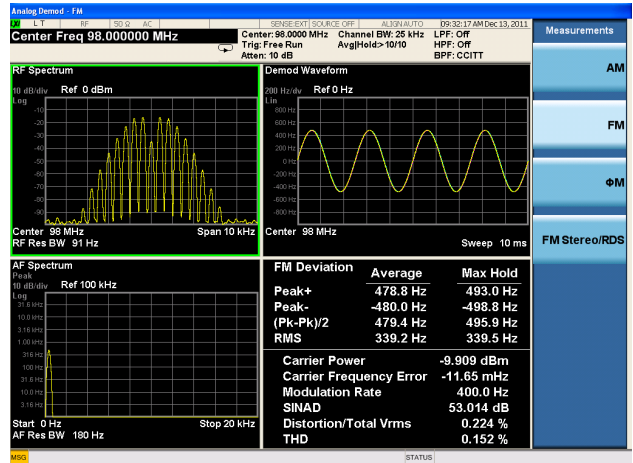 Analog Demod - FM
LXI L T RF 50 Ω AC SENSE:EXT SOURCE OFF ALIGN AUTO 09:32:17 AM Dec 13, 2011
Center Freq 98.000000 MHz
Center: 98.0000 MHz Channel BW: 25 kHz LPF: Off
Trig: Free Run Avg|Hold:>10/10 HPF: Off
Atten: 10 dB BPF: CCITT
Measurements
AM
FM
ΦM
FM Stereo/RDS
RF Spectrum
10 dB/div Ref 0 dBm
Log
-10
-20
-30
-40
-50
-60
-70
-80
-90
Center 98 MHz Span 10 kHz
RF Res BW 91 Hz
Demod Waveform
200 Hz/dv Ref 0 Hz
Lin
800 Hz
600 Hz
400 Hz
200 Hz
0 Hz
-200 Hz
-400 Hz
-600 Hz
-800 Hz
Center 98 MHz
Sweep 10 ms
AF Spectrum
Peak
10 dB/div Ref 100 kHz
Log
31.6 kHz
10.0 kHz
3.16 kHz
1.00 kHz
316 Hz
100 Hz
31.6 Hz
10.0 Hz
3.16 Hz
Start 0 Hz Stop 20 kHz
AF Res BW 180 Hz
FM Deviation Average Max Hold
Peak+ 478.8 Hz 493.0 Hz
Peak- -480.0 Hz -498.8 Hz
(Pk-Pk)/2 479.4 Hz 495.9 Hz
RMS 339.2 Hz 339.5 Hz
Carrier Power -9.909 dBm
Carrier Frequency Error -11.65 mHz
Modulation Rate 400.0 Hz
SINAD 53.014 dB
Distortion/Total Vrms 0.224 %
THD 0.152 %
MSG STATUS